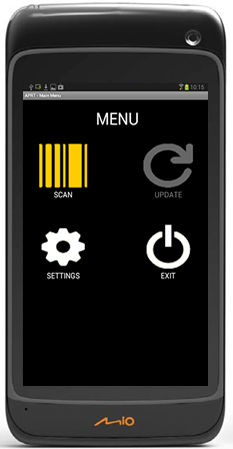 10:15
APRT | Main Menu
MENU
SCAN
UPDATE
SETTINGS
EXIT
MiO